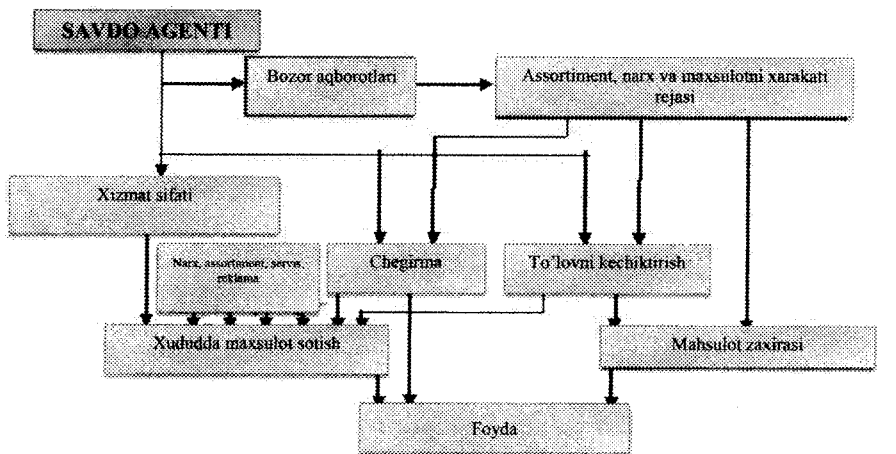 SAVDO AGENTI
Bozor aqborotlari
Assortiment, narx va maxsulotni xarakati
rejasi
Xizmat sifati
Narx, assortiment, servis,
reklama
Chegirma
To'lovni kechiktirish
Xududda maxsulot sotish
Mahsulot zaxirasi
Foyda